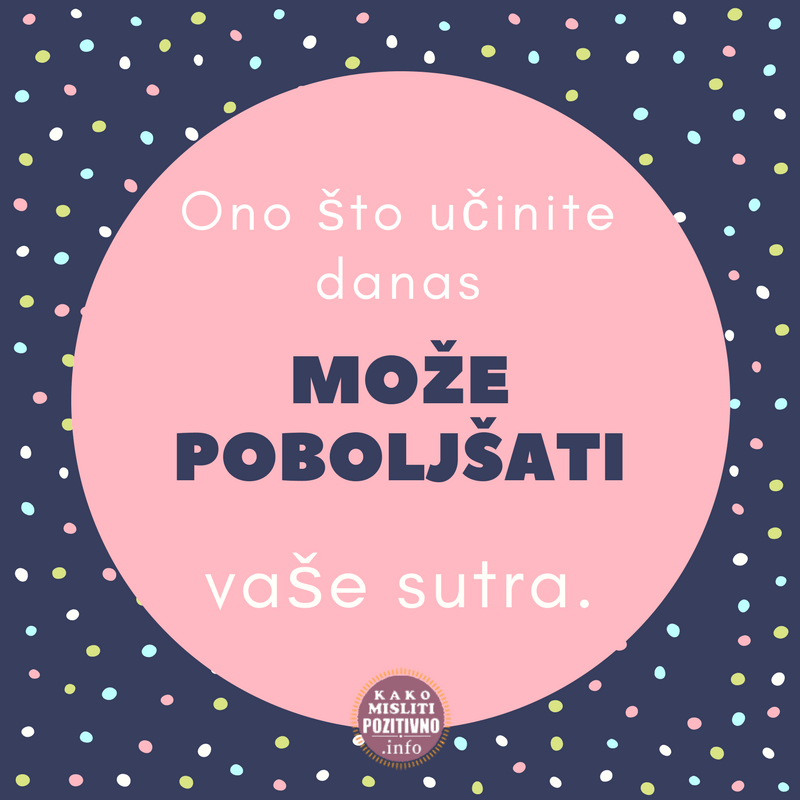 Ono što učinite
danas
MOŽE
POBOLJŠATI
vaše sutra.
KAKO
MISLITI
POZITIVNO
.info